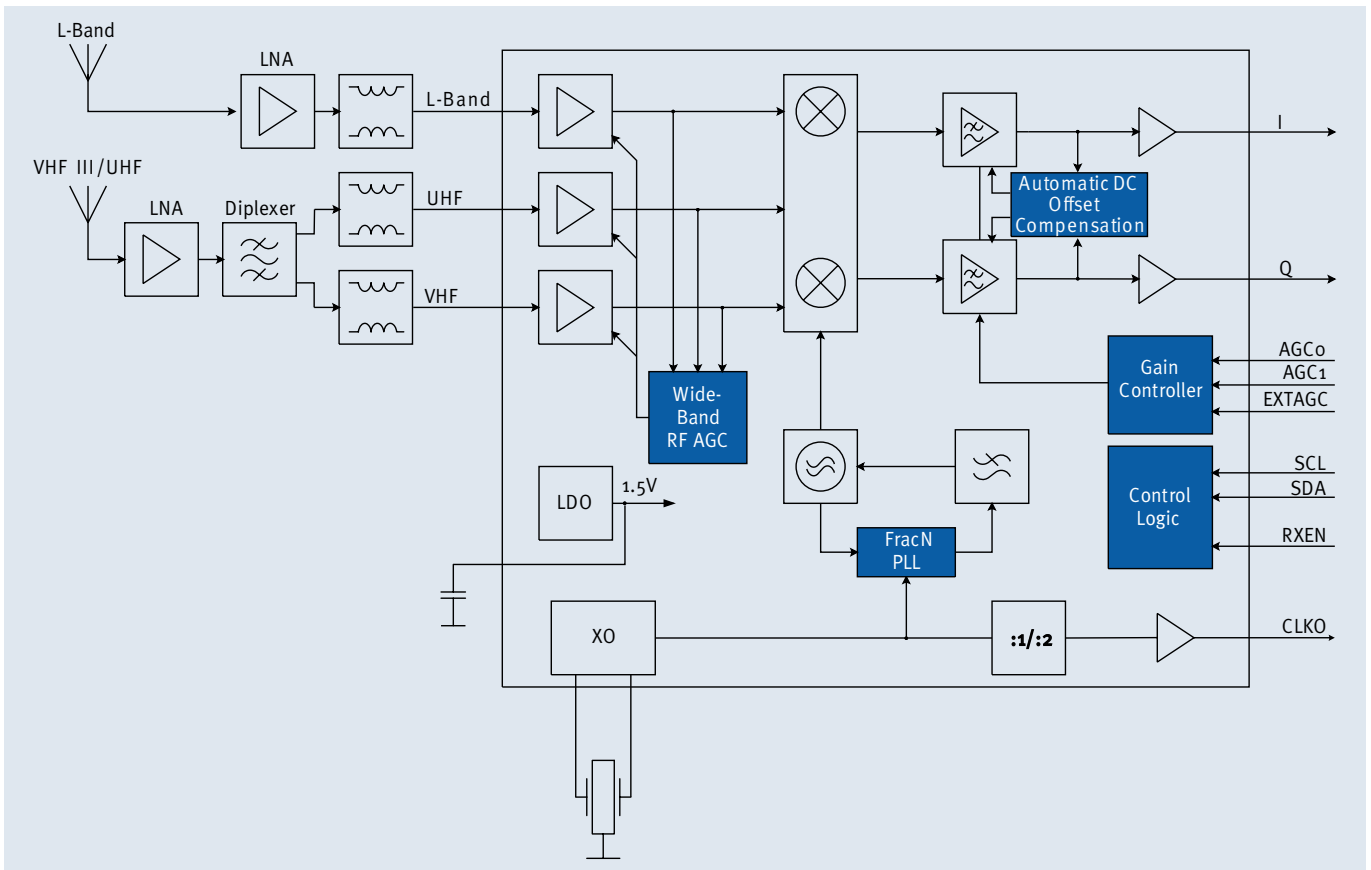 L-Band
LNA
L-Band
VHF III/UHF
LNA
Diplexer
UHF
VHF
Wide-
Band
RF AGC
Automatic DC
Offset
Compensation
I
Q
Gain
Controller
AGC0
AGC1
EXTAGC
LDO
1.5V
FracN
PLL
Control
Logic
SCL
SDA
RXEN
XO
:1/:2
CLKO